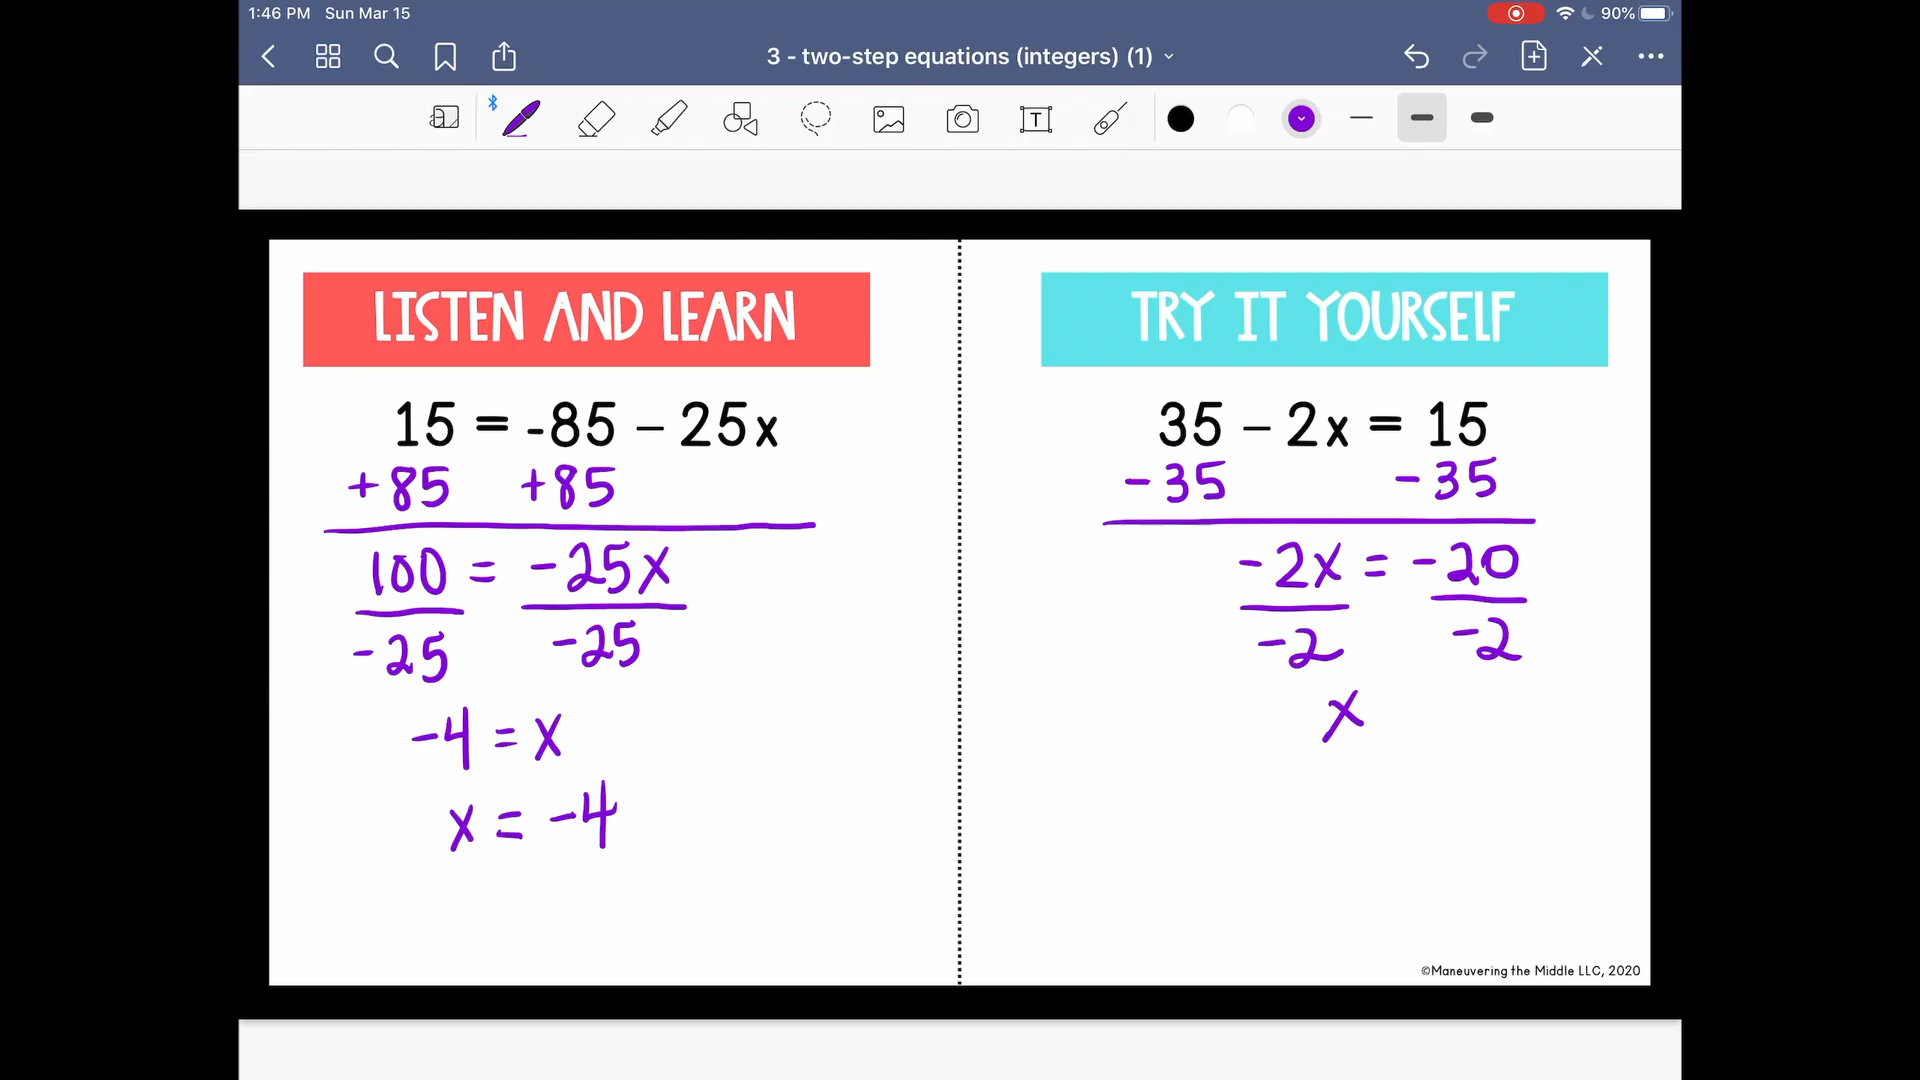 1:46 PM Sun Mar 15
90%
3 - two-step equations (integers) (1)
T
LISTEN AND LEARN
15 = -85 – 25x
+85 +85
100 = -25x
-25 -25
-4 = x
x = -4
TRY IT YOURSELF
35 – 2x = 15
-35 -35
-2x = -20
-2 -2
x
©Maneuvering the Middle LLC, 2020